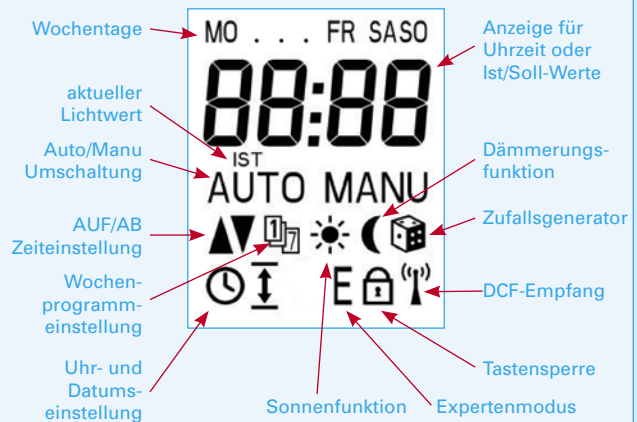 Wochentage
MO . . . FR SASO
Anzeige für
Uhrzeit oder
Ist/Soll-Werte
88:88
aktueller
Lichtwert
IST
Auto/Manu
Umschaltung
AUTO MANU
Dämmerungs-
funktion
AUF/AB
Zeiteinstellung
1
7
Zufallsgenerator
Wochen-
programm-
einstellung
E
DCF-Empfang
Uhr- und
Datums-
einstellung
Sonnenfunktion
Expertenmodus
Tastensperre